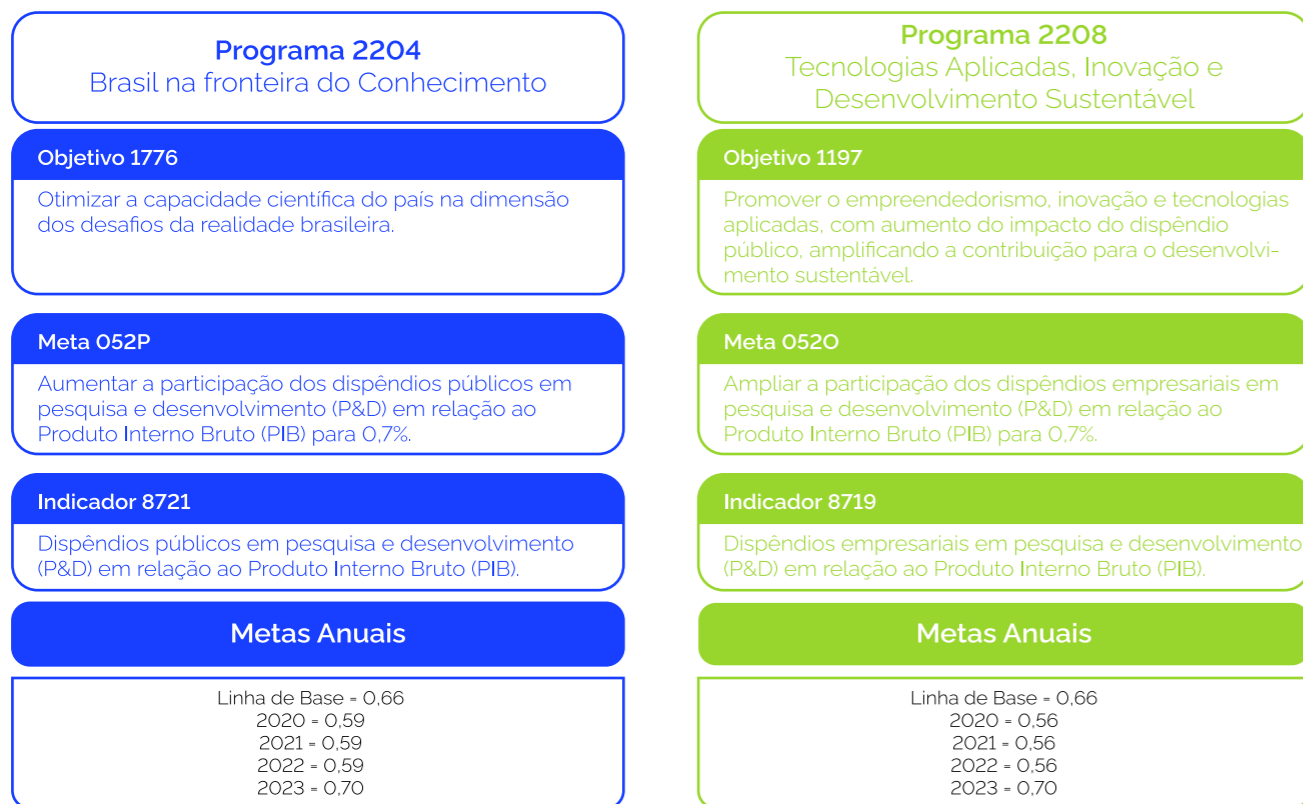 Programa 2204
Brasil na fronteira do Conhecimento
Objetivo 1776
Otimizar a capacidade científica do país na dimensão
dos desafios da realidade brasileira.
Meta 052P
Aumentar a participação dos dispêndios públicos em
pesquisa e desenvolvimento (P&D) em relação ao
Produto Interno Bruto (PIB) para 0,7%.
Indicador 8721
Dispêndios públicos em pesquisa e desenvolvimento
(P&D) em relação ao Produto Interno Bruto (PIB).
Metas Anuais
Linha de Base = 0,66
2020 = 0,59
2021 = 0,59
2022 = 0,59
2023 = 0,70
Programa 2208
Tecnologias Aplicadas, Inovação e
Desenvolvimento Sustentável
Objetivo 1197
Promover o empreendedorismo, inovação e tecnologias
aplicadas, com aumento do impacto do dispêndio
público, amplificando a contribuição para o desenvolvi-
mento sustentável.
Meta 052O
Ampliar a participação dos dispêndios empresariais em
pesquisa e desenvolvimento (P&D) em relação ao
Produto Interno Bruto (PIB) para 0,7%.
Indicador 8719
Dispêndios empresariais em pesquisa e desenvolvimento
(P&D) em relação ao Produto Interno Bruto (PIB).
Metas Anuais
Linha de Base = 0,66
2020 = 0,56
2021 = 0,56
2022 = 0,56
2023 = 0,70